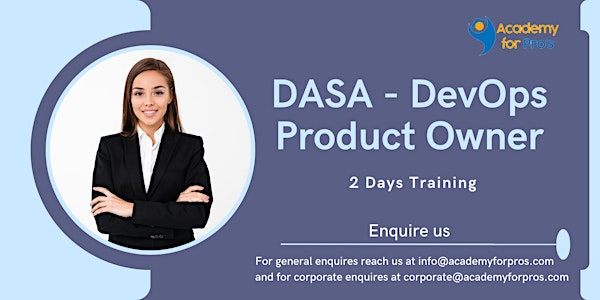 Academy
for Pros
DASA - DevOps
Product Owner
2 Days Training
Enquire us
For general enquires reach us at info@academyforpros.com
and for corporate enquires at corporate@academyforpros.com